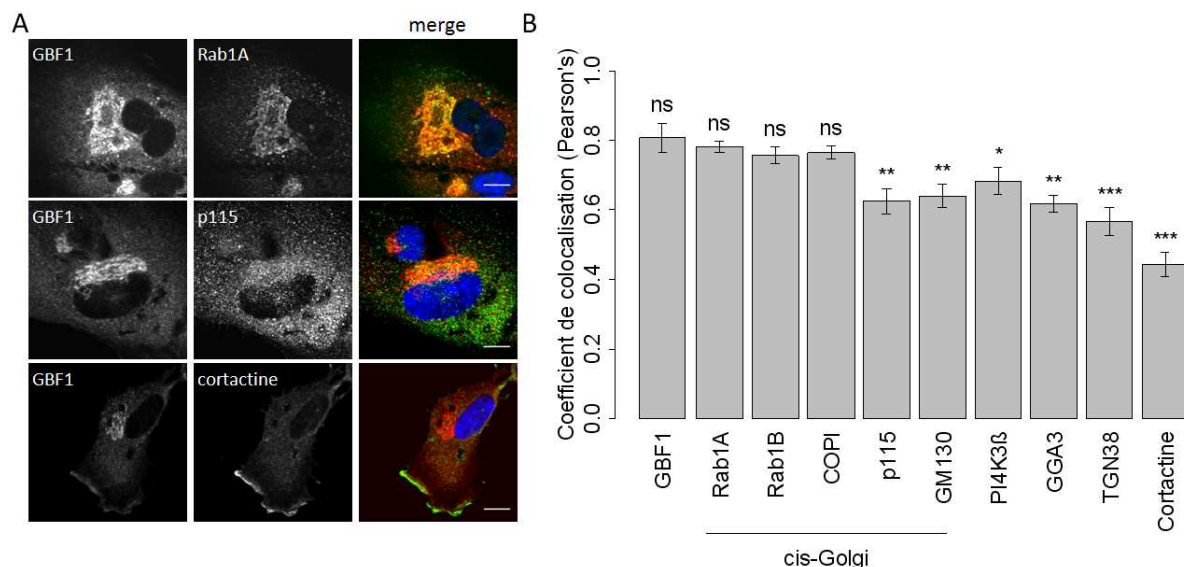 A
merge
GBF1
Rab1A
GBF1
p115
GBF1
cortactine
B
Coefficient de colocalisation (Pearson's)
1.0
0.8
0.6
0.4
0.2
0.0
ns
ns
ns
ns
**
**
*
**
***
***
GBF1
Rab1A
Rab1B
COPI
p115
GM130
PI4K3ß
GGA3
TGN38
Cortactine
cis-Golgi